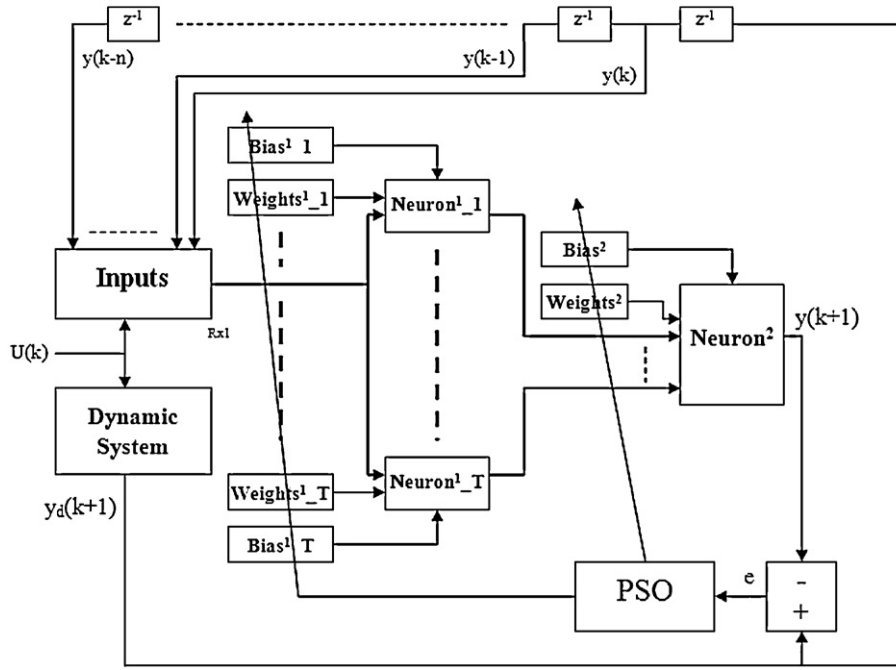 z⁻¹
z⁻¹
z⁻¹
y(k-n)
y(k-1)
y(k)
Bias¹ 1
Weights¹_1
Neuron¹_1
Inputs
Rx1
U(k)
Dynamic
System
y_d(k+1)
Bias²
Weights²
Neuron²
y(k+1)
Weights¹_T
Neuron¹_T
Bias¹ T
PSO
e
-
+